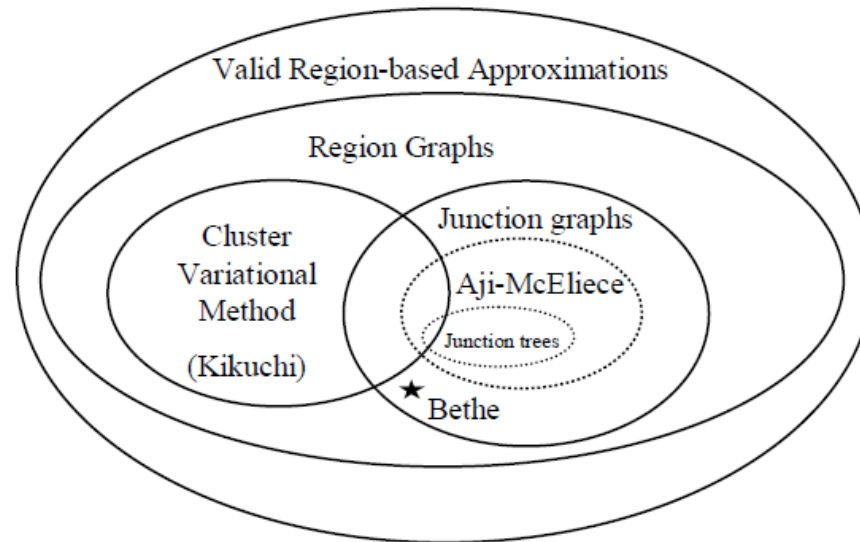 Valid Region-based Approximations
Region Graphs
Cluster
Variational
Method
(Kikuchi)
Junction graphs
Aji-McEliece
Junction trees
Bethe